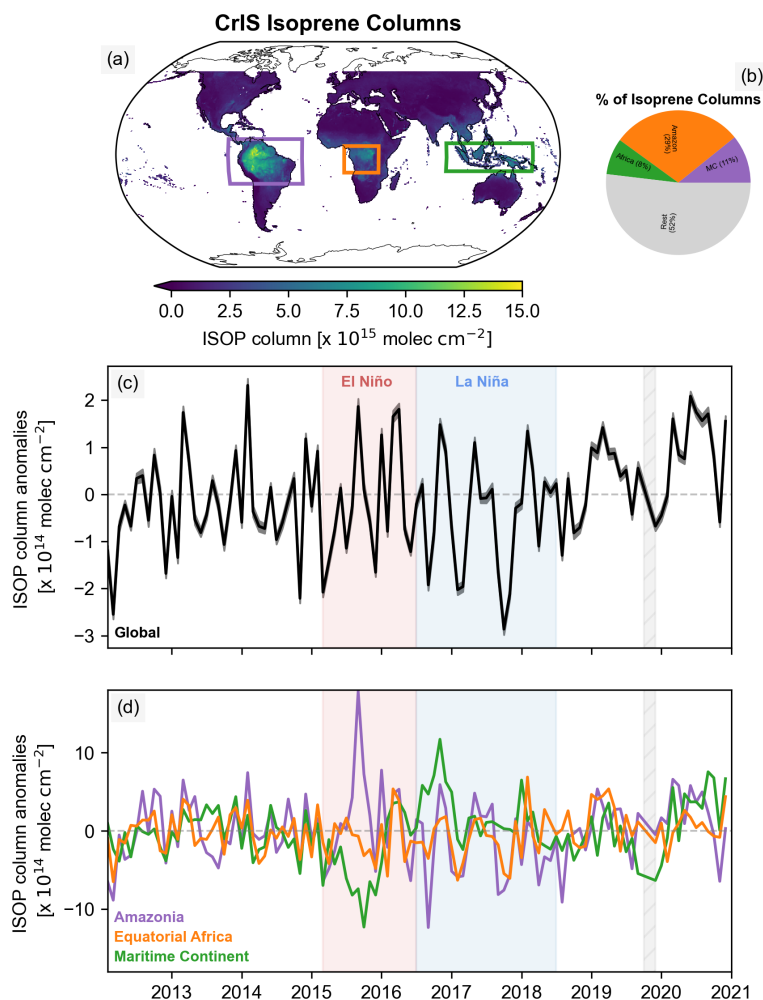 CrIS Isoprene Columns
(a)
(b)
% of Isoprene Columns
Amazon
(29%)
Africa (8%)
MC (11%)
Rest
(52%)
0.0 2.5 5.0 7.5 10.0 12.5 15.0
ISOP column [x 10¹⁵ molec cm⁻²]
(c)
El Niño
La Niña
ISOP column anomalies
[x 10¹⁴ molec cm⁻²]
2
1
0
−1
−2
−3
Global
(d)
ISOP column anomalies
[x 10¹⁴ molec cm⁻²]
10
0
−10
Amazonia
Equatorial Africa
Maritime Continent
2013 2014 2015 2016 2017 2018 2019 2020 2021